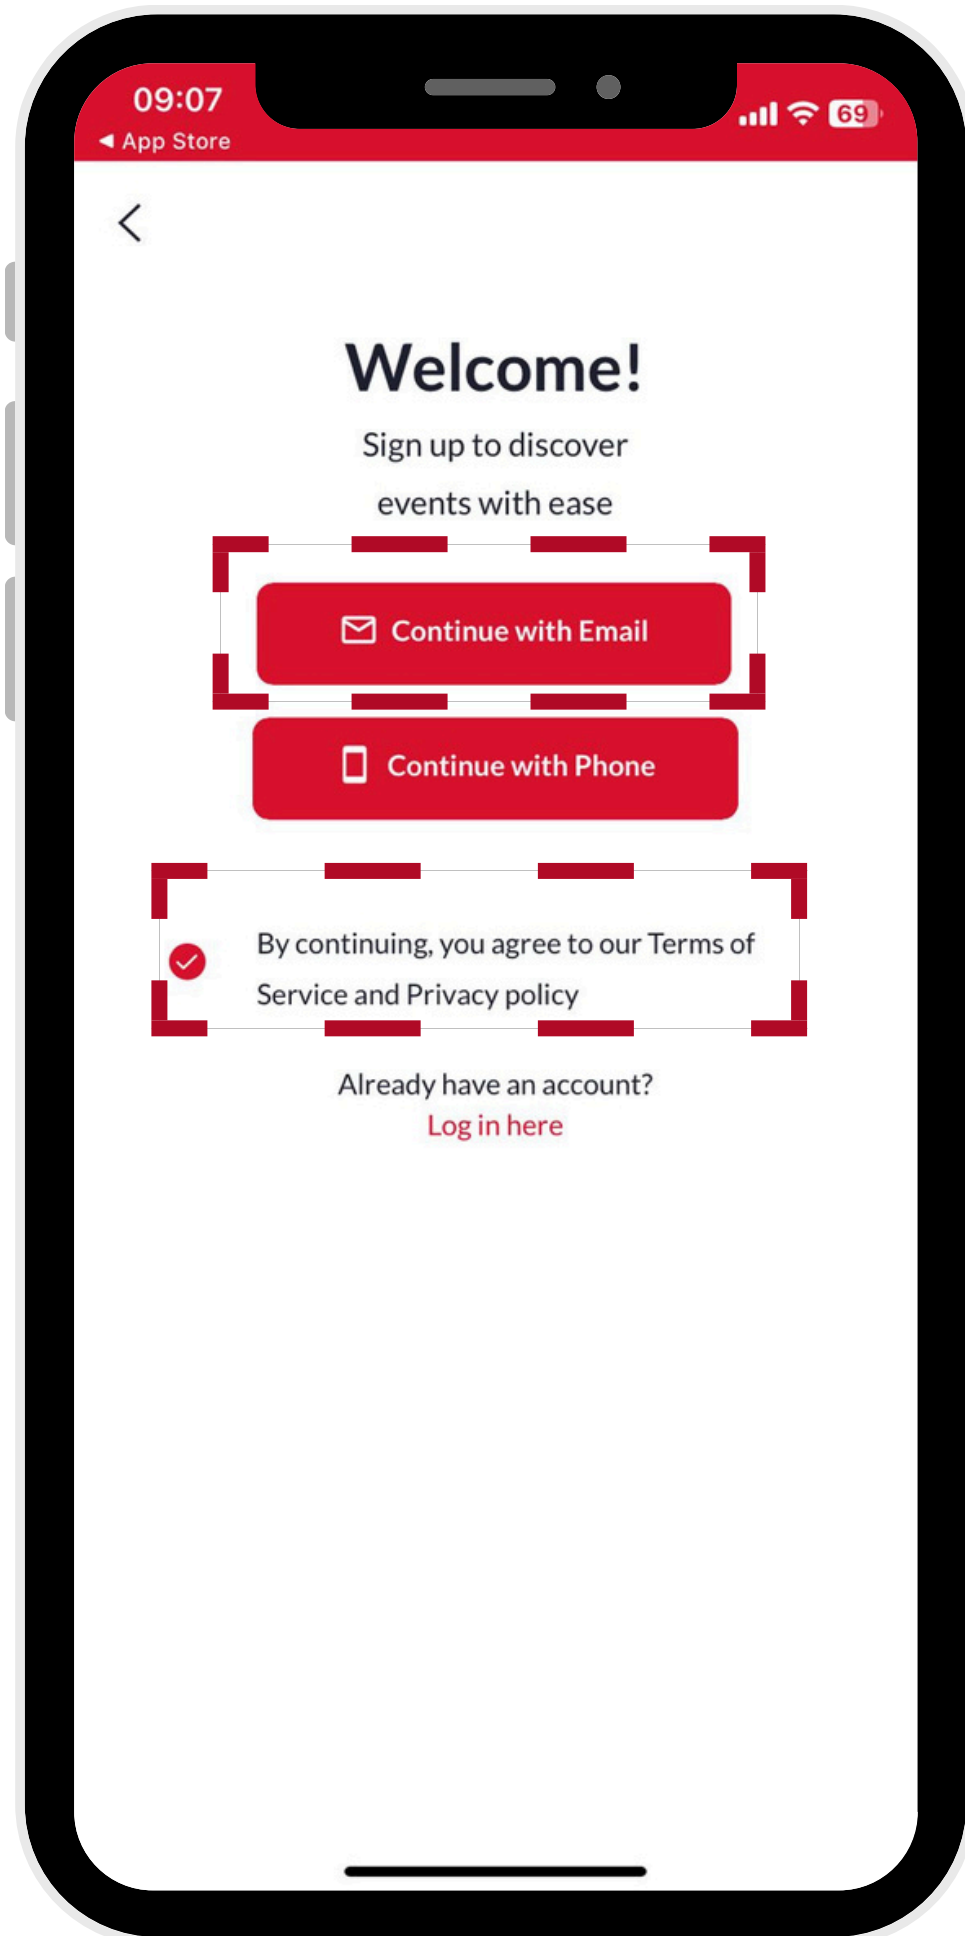 09:07
69
◀ App Store
Welcome!
Sign up to discover
events with ease
Continue with Email
Continue with Phone
By continuing, you agree to our Terms of
Service and Privacy policy
Already have an account?
Log in here